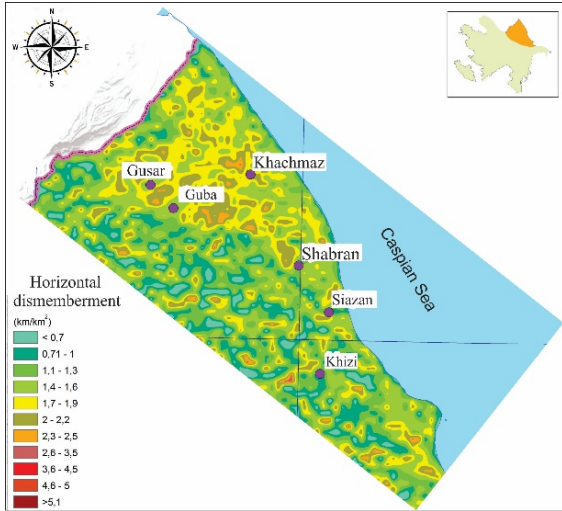 N
W
E
S
Khachmaz
Gusar
Guba
Shabran
Caspian Sea
Siazan
Khizi
Horizontal
dismemberment
(km/km²)
< 0,7
0,71 - 1
1,1 - 1,3
1,4 - 1,6
1,7 - 1,9
2 - 2,2
2,3 - 2,5
2,6 - 3,5
3,6 - 4,5
4,6 - 5
>5,1